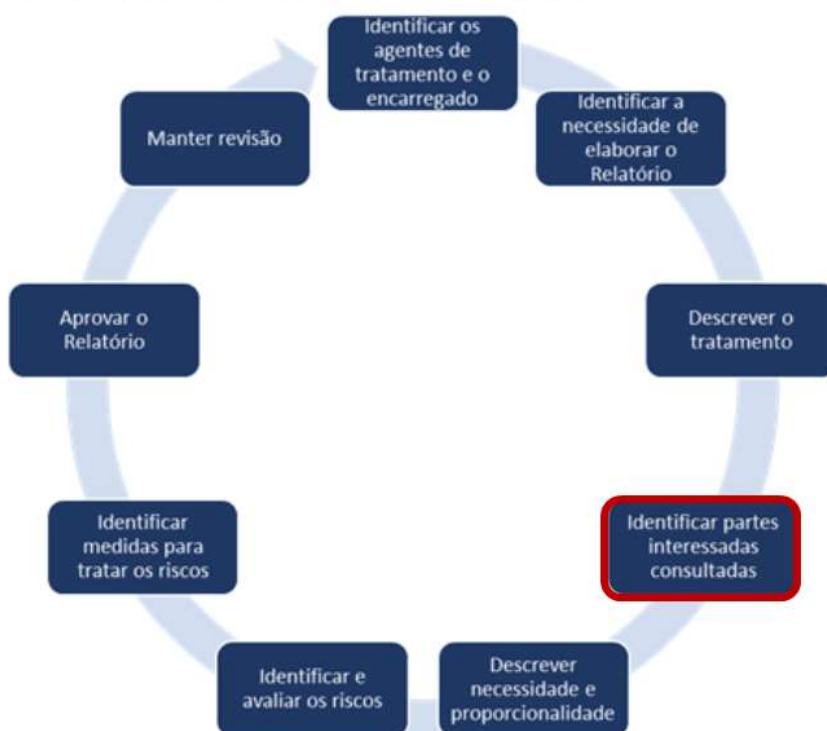 Identificar os
agentes de
tratamento e o
encarregado
Identificar a
necessidade de
elaborar o
Relatório
Descrever o
tratamento
Identificar partes
interessadas
consultadas
Descrever
necessidade e
proporcionalidade
Identificar e
avaliar os riscos
Identificar
medidas para
tratar os riscos
Aprovar o
Relatório
Manter revisão